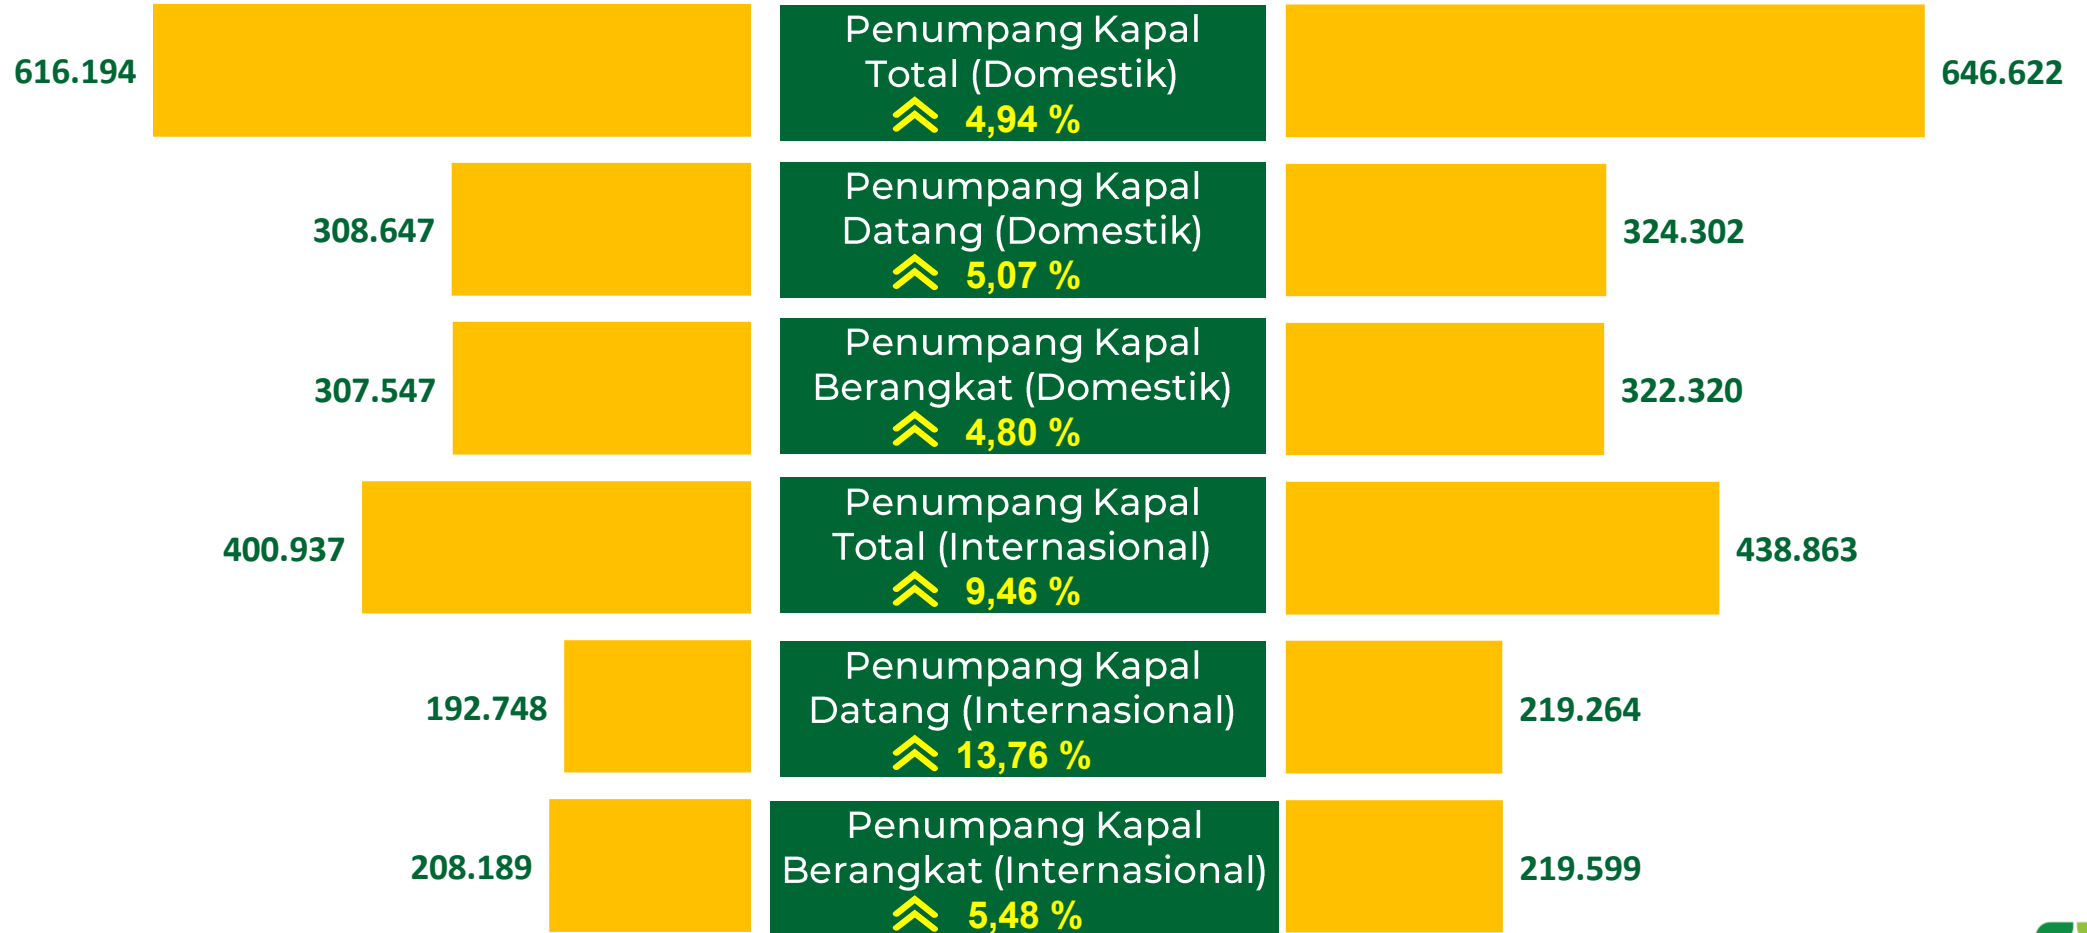 616.194
Penumpang Kapal
Total (Domestik)
4,94 %
646.622
308.647
Penumpang Kapal
Datang (Domestik)
5,07 %
324.302
307.547
Penumpang Kapal
Berangkat (Domestik)
4,80 %
322.320
400.937
Penumpang Kapal
Total (Internasional)
9,46 %
438.863
192.748
Penumpang Kapal
Datang (Internasional)
13,76 %
219.264
208.189
Penumpang Kapal
Berangkat (Internasional)
5,48 %
219.599